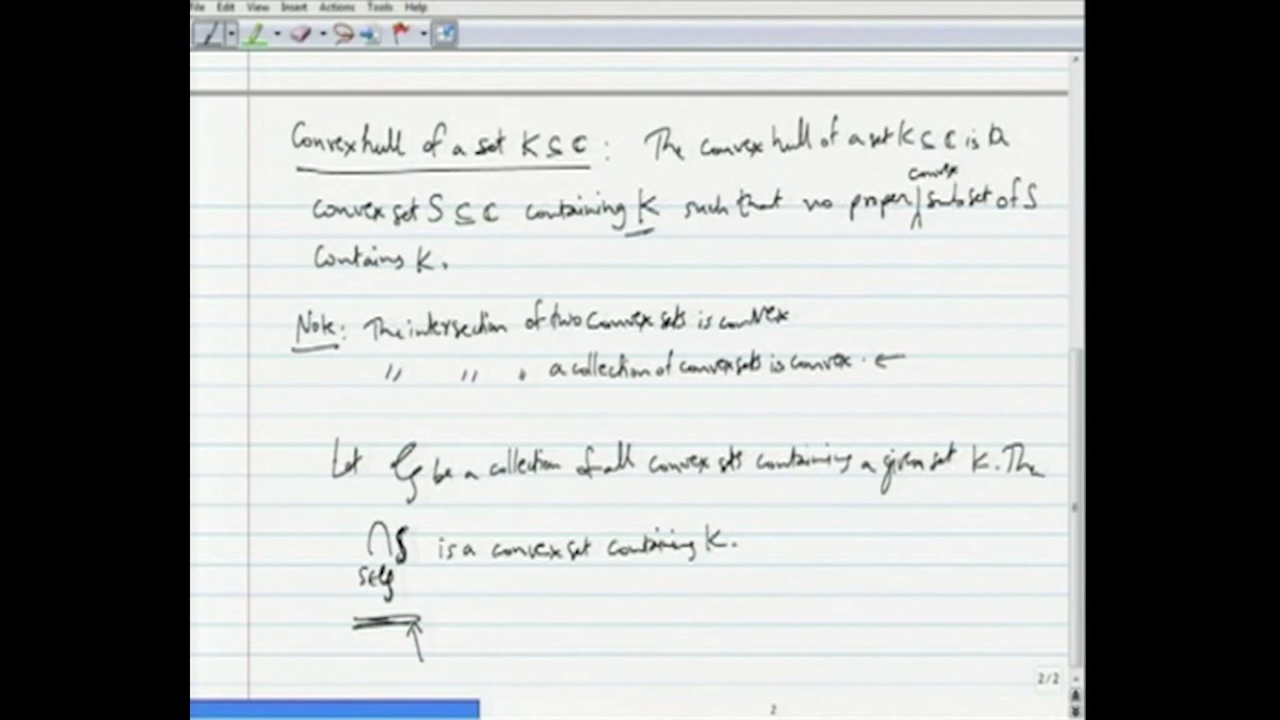 File Edit View Insert Actions Tools Help
Convex hull of a set K ⊆ ℂ : The convex hull of a set K ⊆ ℂ is a
convex
convex set S ⊆ ℂ containing K such that no proper subset of S
contains K.
Note: The intersection of two convex sets is convex
" " " a collection of convex sets is convex. ←
Let 𝒢 be a collection of all convex sets containing a given set K. The
∩ S is a convex set containing K.
S∈𝒢
2/2
2